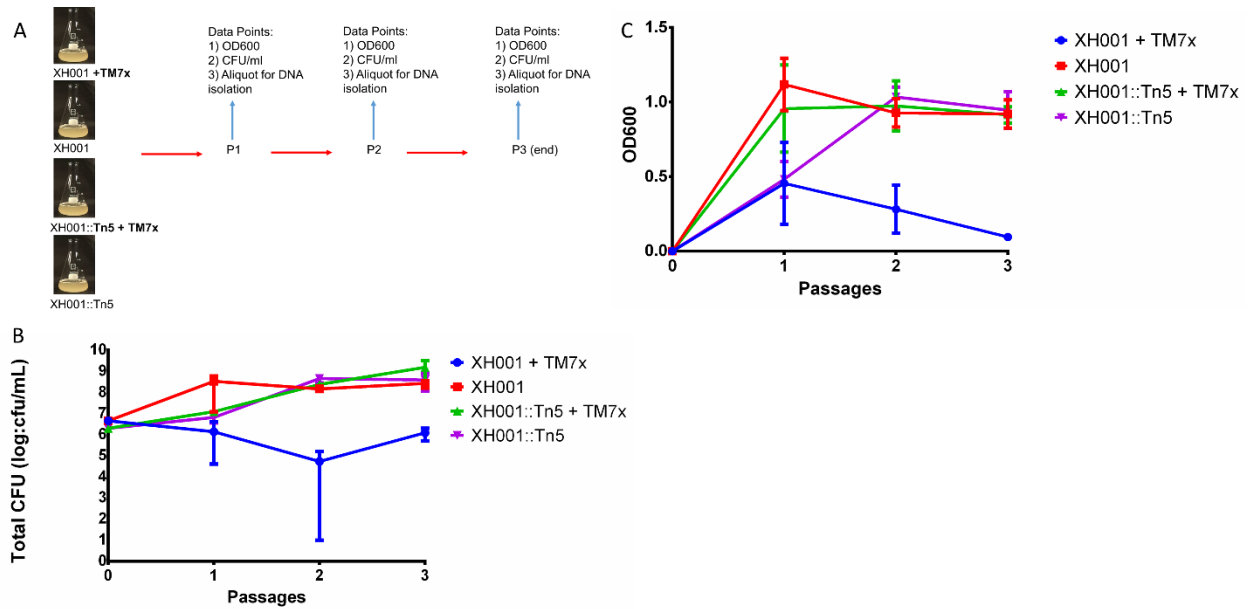 A
XH001 +TM7x
XH001
XH001::Tn5 + TM7x
XH001::Tn5
Data Points:
1) OD600
2) CFU/ml
3) Aliquot for DNA
isolation
P1
Data Points:
1) OD600
2) CFU/ml
3) Aliquot for DNA
isolation
P2
Data Points:
1) OD600
2) CFU/ml
3) Aliquot for DNA
isolation
P3 (end)
C
1.5
1.0
0.5
0.0
OD600
0 1 2 3
Passages
XH001 + TM7x
XH001
XH001::Tn5 + TM7x
XH001::Tn5
B
10
9
8
7
6
5
4
3
2
1
0
Total CFU (log:cfu/mL)
0 1 2 3
Passages
XH001 + TM7x
XH001
XH001::Tn5 + TM7x
XH001::Tn5